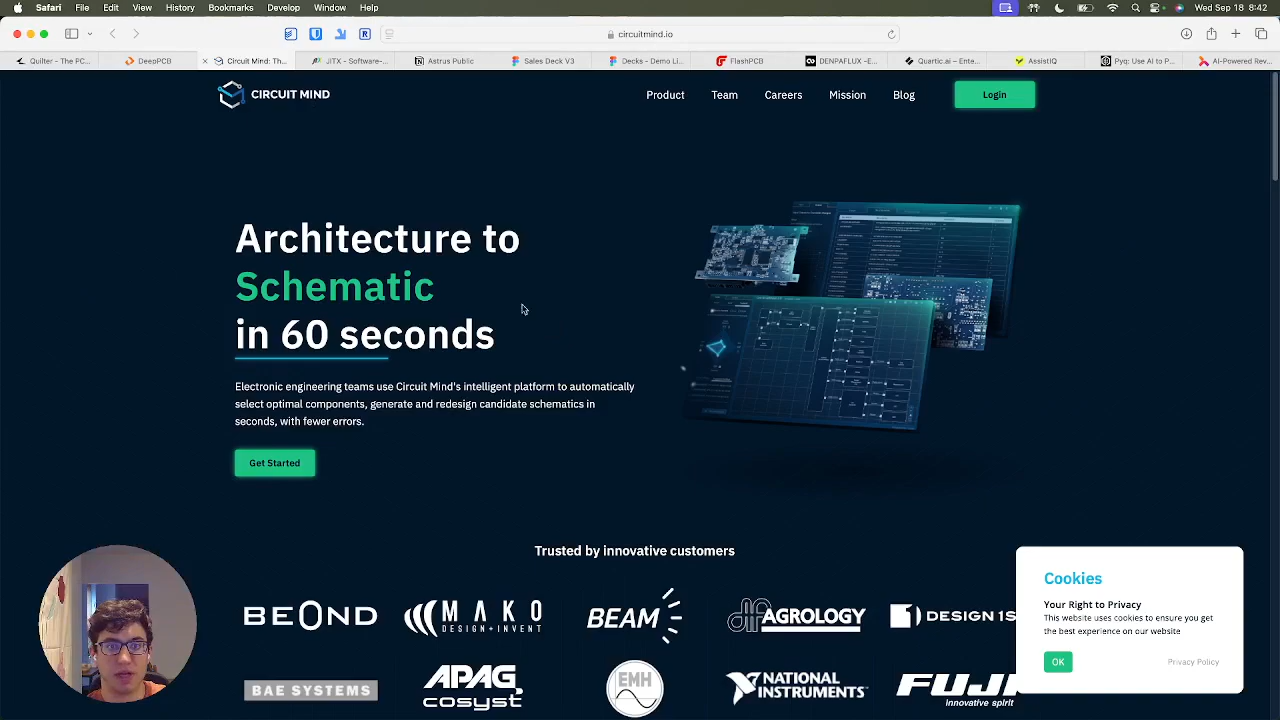 Safari File Edit View History Bookmarks Develop Window Help
Wed Sep 18 8:42
circuitmind.io
Quilter - The PC...
DeepPCB
Circuit Mind: Th...
JITX - Software-...
Astrus Public
Sales Deck V3
Decks - Demo Li...
FlashPCB
DENPAFLUX -E...
Quartic.ai – Ente...
AssistIQ
Pyq: Use AI to P...
AI-Powered Rev...
CIRCUIT MIND
Product Team Careers Mission Blog Login
Architecture to
Schematic
in 60 seconds
Electronic engineering teams use Circuit Mind's intelligent platform to automatically
select optimal components, generate and redesign candidate schematics in
seconds, with fewer errors.
Get Started
Trusted by innovative customers
BEOND
MAKO
DESIGN+INVENT
BEAM
AGROLOGY
DESIGN 1S
BAE SYSTEMS
APAG
cosyst
EMH
NATIONAL
INSTRUMENTS
FUJI
innovative spirit
Cookies
Your Right to Privacy
This website uses cookies to ensure you get
the best experience on our website
OK
Privacy Policy